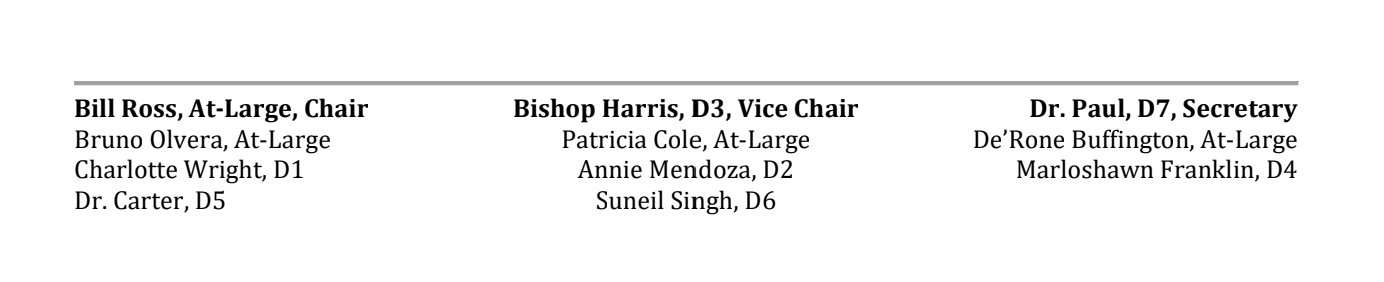 Bill Ross, At-Large, Chair Bishop Harris, D3, Vice Chair Dr. Paul, D7, Secretary
Bruno Olvera, At-Large Patricia Cole, At-Large De’Rone Buffington, At-Large
Charlotte Wright, D1 Annie Mendoza, D2 Marloshawn Franklin, D4
Dr. Carter, D5 Suneil Singh, D6